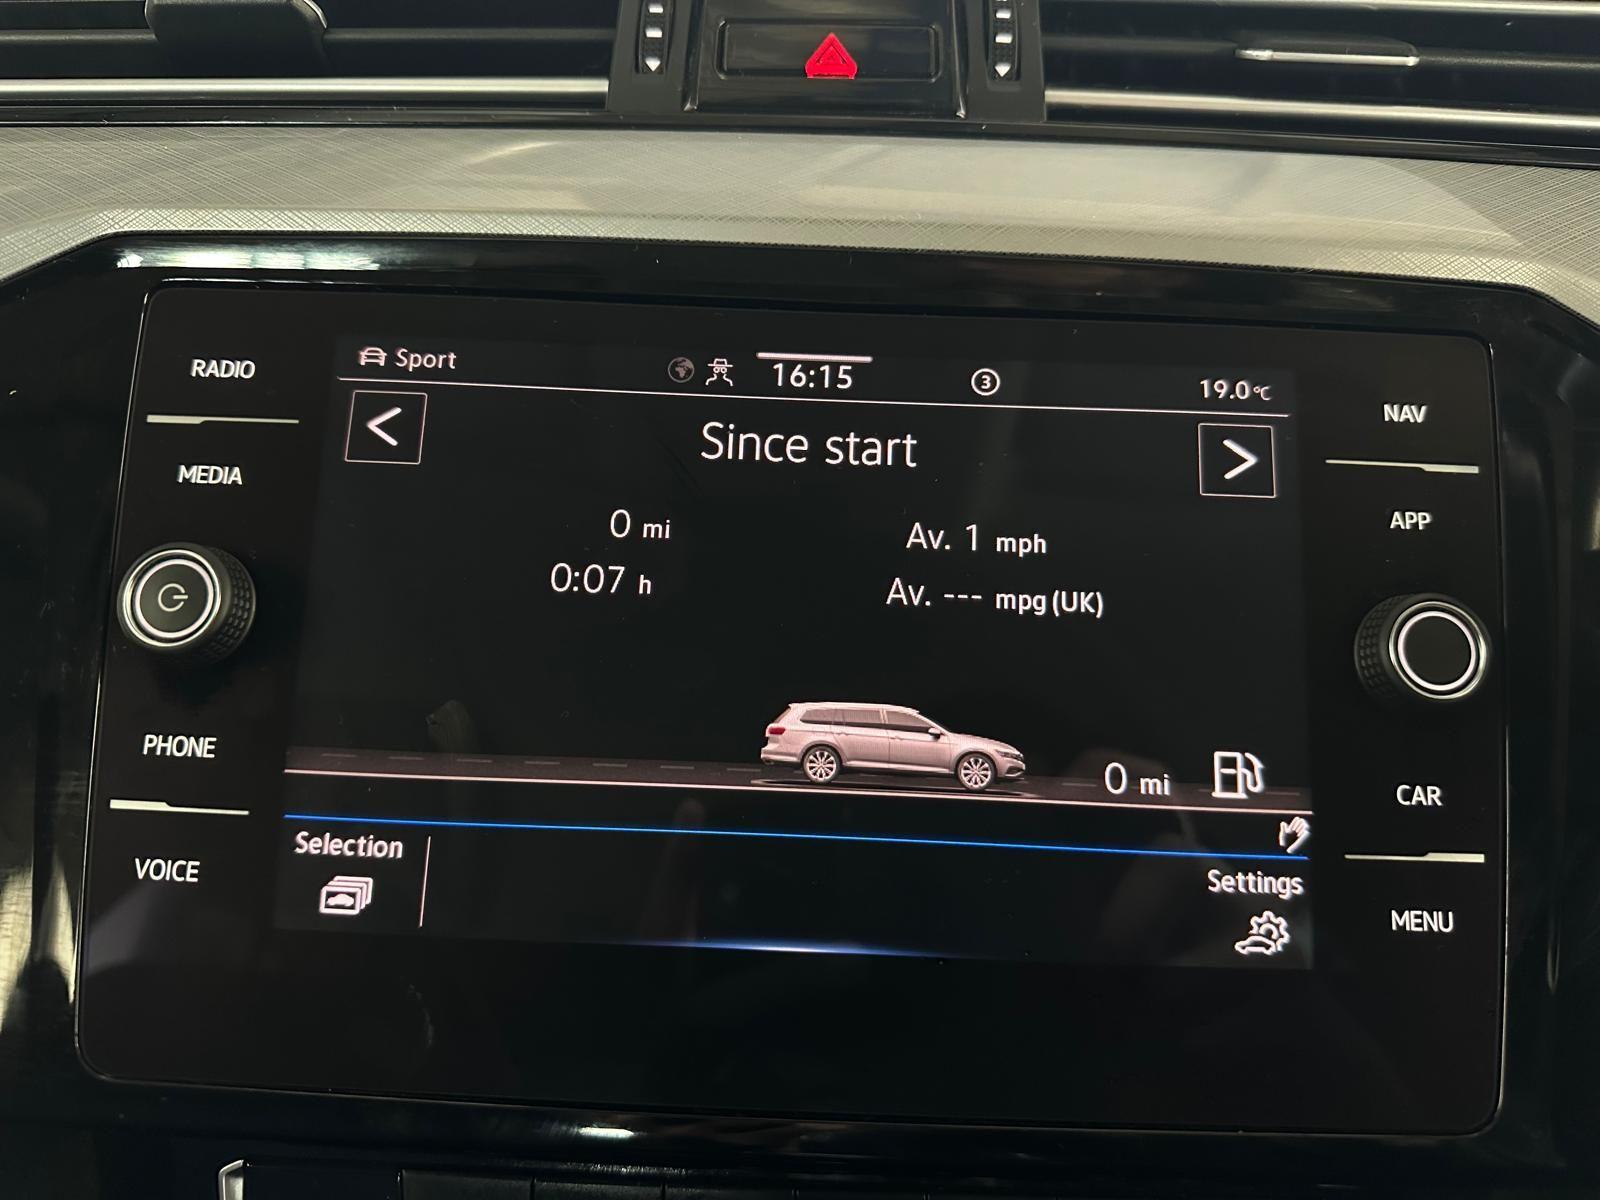 Sport
16:15
3
19.0°C
RADIO
MEDIA
PHONE
VOICE
Since start
0 mi
0:07 h
Av. 1 mph
Av. --- mpg (UK)
0 mi
Selection
Settings
NAV
APP
CAR
MENU